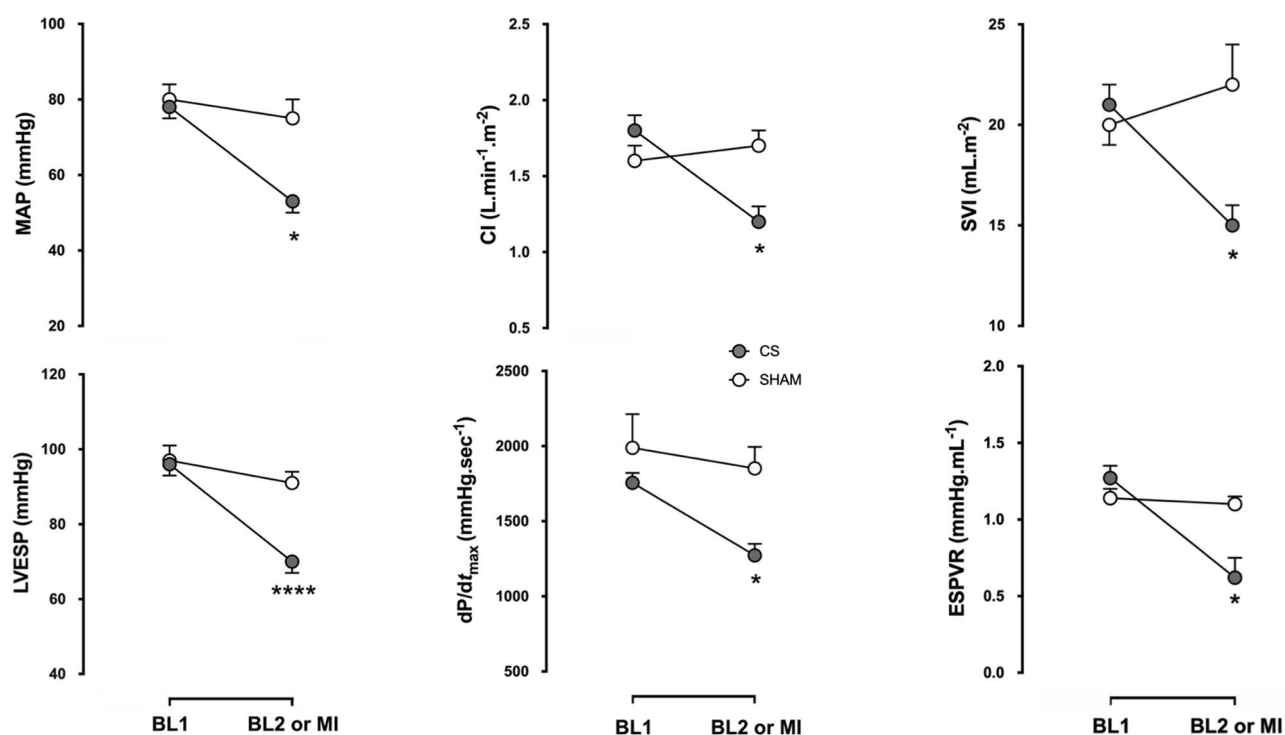 100
80
60
40
20
MAP (mmHg)
*
2.5
2.0
1.5
1.0
0.5
CI (L.min⁻¹.m⁻²)
*
25
20
15
10
SVI (mL.m⁻²)
*
120
100
80
60
40
LVESP (mmHg)
****
BL1
BL2 or MI
CS
SHAM
2500
2000
1500
1000
500
dP/dtmax (mmHg.sec⁻¹)
*
BL1
BL2 or MI
2.0
1.5
1.0
0.5
0.0
ESPVR (mmHg.mL⁻¹)
*
BL1
BL2 or MI